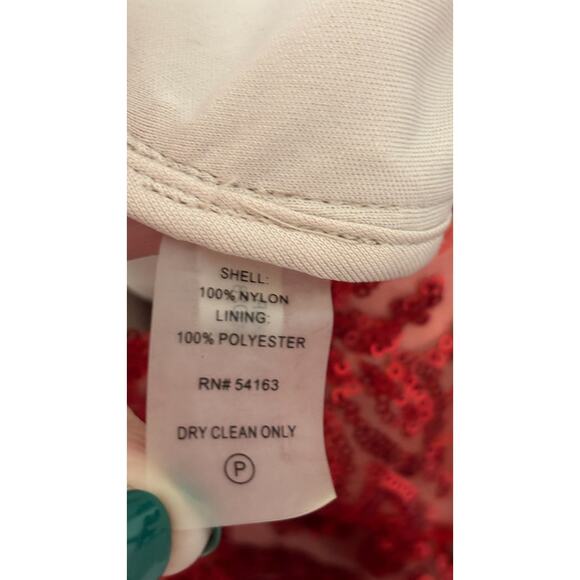 SHELL:
100% NYLON
LINING:
100% POLYESTER
RN# 54163
DRY CLEAN ONLY
P